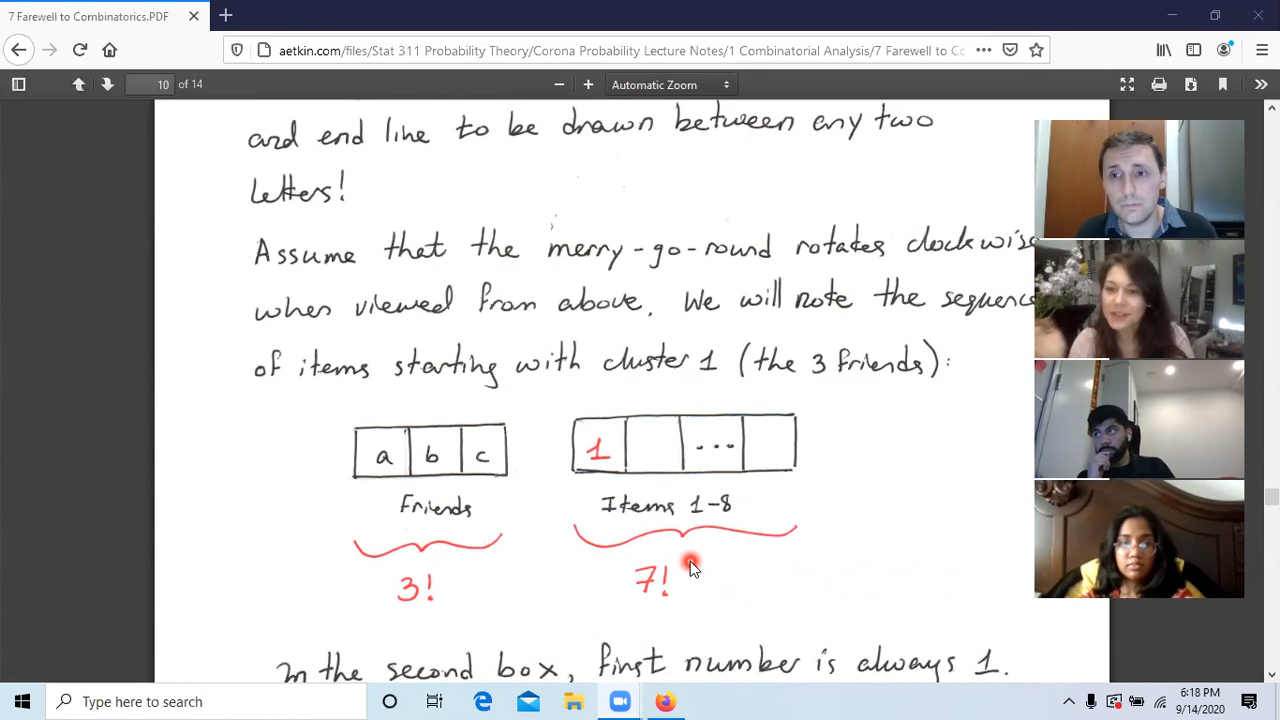 7 Farewell to Combinatorics.PDF
aetkin.com/files/Stat 311 Probability Theory/Corona Probability Lecture Notes/1 Combinatorial Analysis/7 Farewell to Co
10 of 14
Automatic Zoom
and end line to be drawn between any two
letters!
Assume that the merry-go-round rotates clockwise
when viewed from above. We will note the sequence
of items starting with cluster 1 (the 3 friends):
a b c
1 ...
Friends
Items 1-8
3!
7!
In the second box, first number is always 1.
Type here to search
6:18 PM
9/14/2020